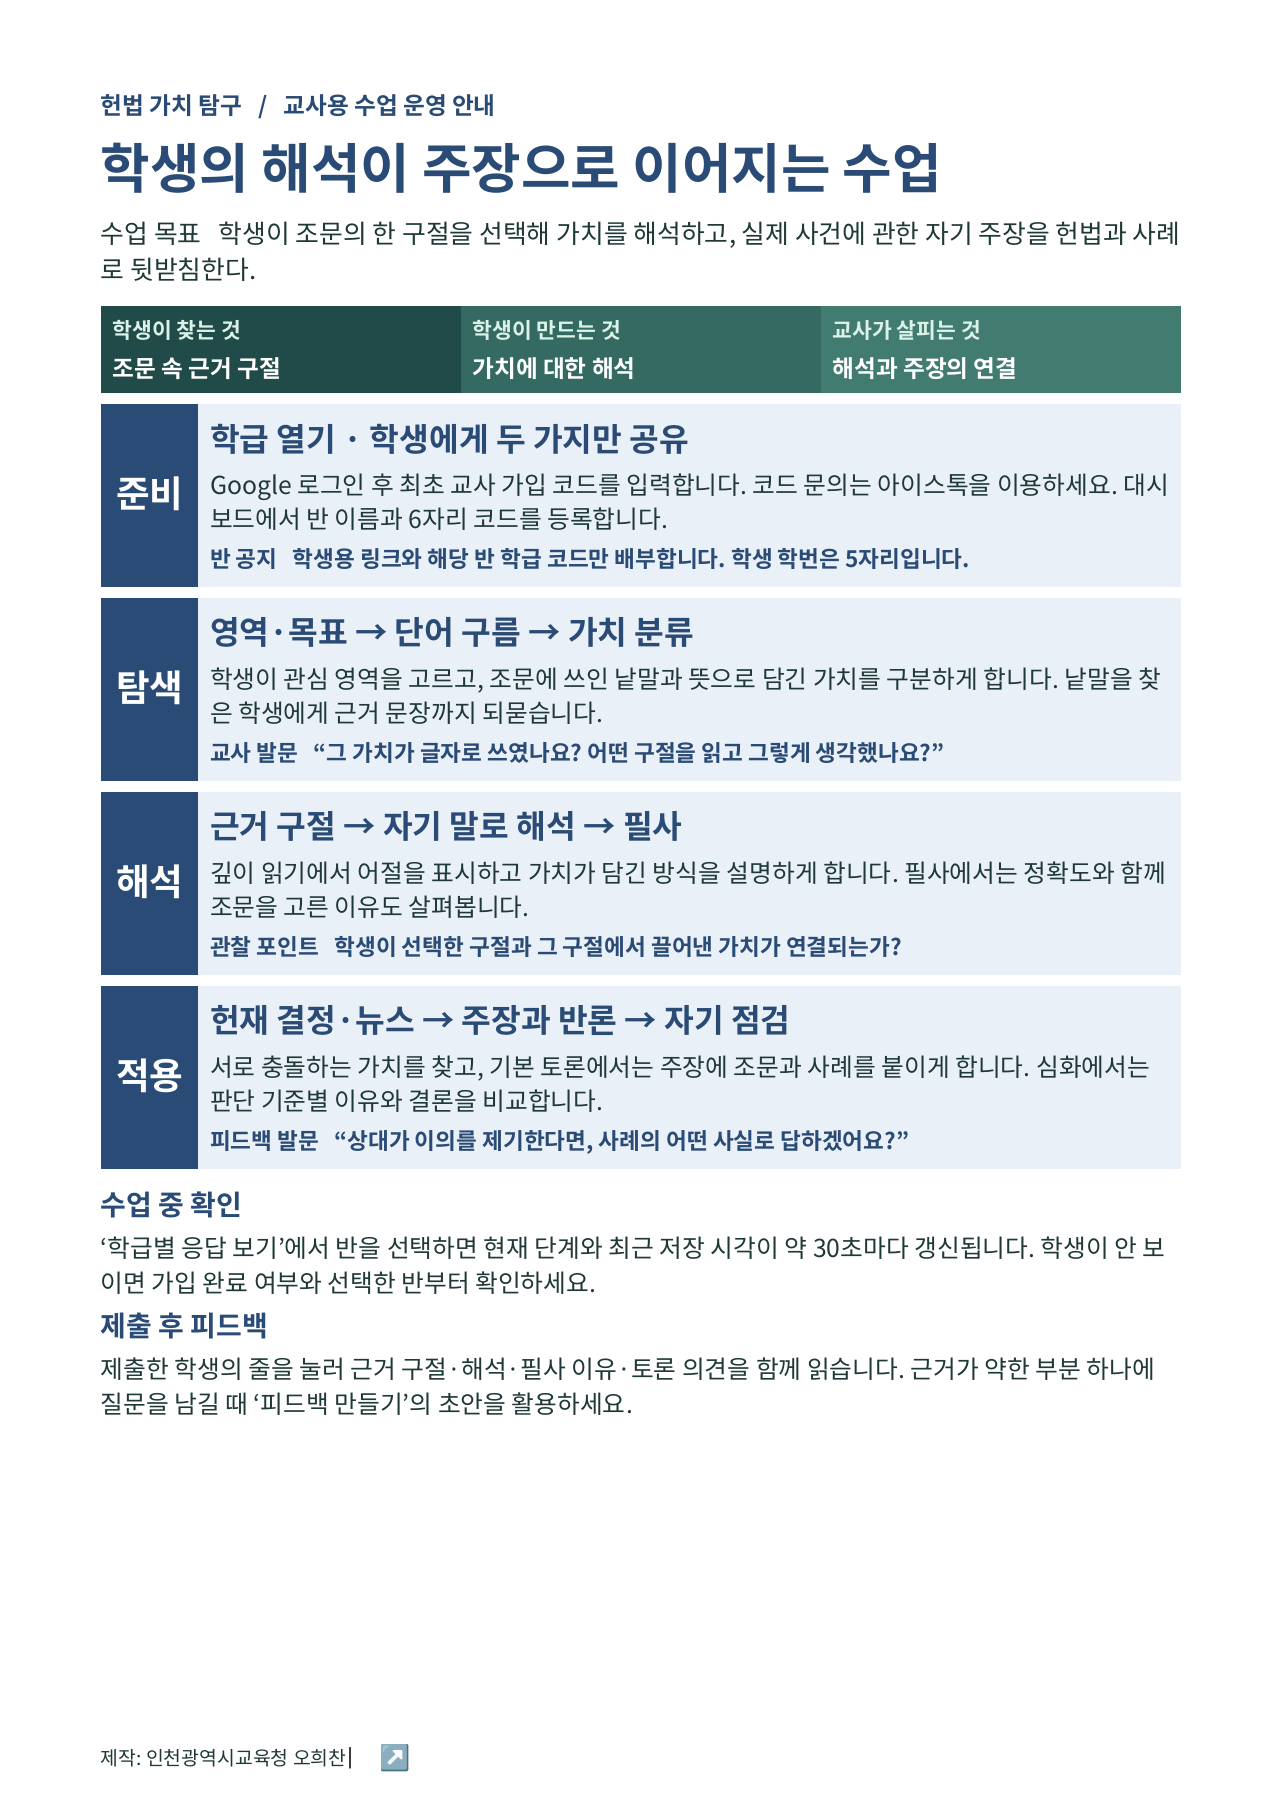 헌법 가치 탐구 / 교사용 수업 운영 안내
학생의 해석이 주장으로 이어지는 수업
수업 목표 학생이 조문의 한 구절을 선택해 가치를 해석하고, 실제 사건에 관한 자기 주장을 헌법과 사례
로 뒷받침한다.
학생이 찾는 것
조문 속 근거 구절
학생이 만드는 것
가치에 대한 해석
교사가 살피는 것
해석과 주장의 연결
준비
학급 열기 · 학생에게 두 가지만 공유
Google 로그인 후 최초 교사 가입 코드를 입력합니다. 코드 문의는 아이스톡을 이용하세요. 대시
보드에서 반 이름과 6자리 코드를 등록합니다.
반 공지 학생용 링크와 해당 반 학급 코드만 배부합니다. 학생 학번은 5자리입니다.
탐색
영역·목표 → 단어 구름 → 가치 분류
학생이 관심 영역을 고르고, 조문에 쓰인 낱말과 뜻으로 담긴 가치를 구분하게 합니다. 낱말을 찾
은 학생에게 근거 문장까지 되묻습니다.
교사 발문 “그 가치가 글자로 쓰였나요? 어떤 구절을 읽고 그렇게 생각했나요?”
해석
근거 구절 → 자기 말로 해석 → 필사
깊이 읽기에서 어절을 표시하고 가치가 담긴 방식을 설명하게 합니다. 필사에서는 정확도와 함께
조문을 고른 이유도 살펴봅니다.
관찰 포인트 학생이 선택한 구절과 그 구절에서 끌어낸 가치가 연결되는가?
적용
헌재 결정·뉴스 → 주장과 반론 → 자기 점검
서로 충돌하는 가치를 찾고, 기본 토론에서는 주장에 조문과 사례를 붙이게 합니다. 심화에서는
판단 기준별 이유와 결론을 비교합니다.
피드백 발문 “상대가 이의를 제기한다면, 사례의 어떤 사실로 답하겠어요?”
수업 중 확인
‘학급별 응답 보기’에서 반을 선택하면 현재 단계와 최근 저장 시각이 약 30초마다 갱신됩니다. 학생이 안 보
이면 가입 완료 여부와 선택한 반부터 확인하세요.
제출 후 피드백
제출한 학생의 줄을 눌러 근거 구절·해석·필사 이유·토론 의견을 함께 읽습니다. 근거가 약한 부분 하나에
질문을 남길 때 ‘피드백 만들기’의 초안을 활용하세요.
제작: 인천광역시교육청 오희찬| ↗